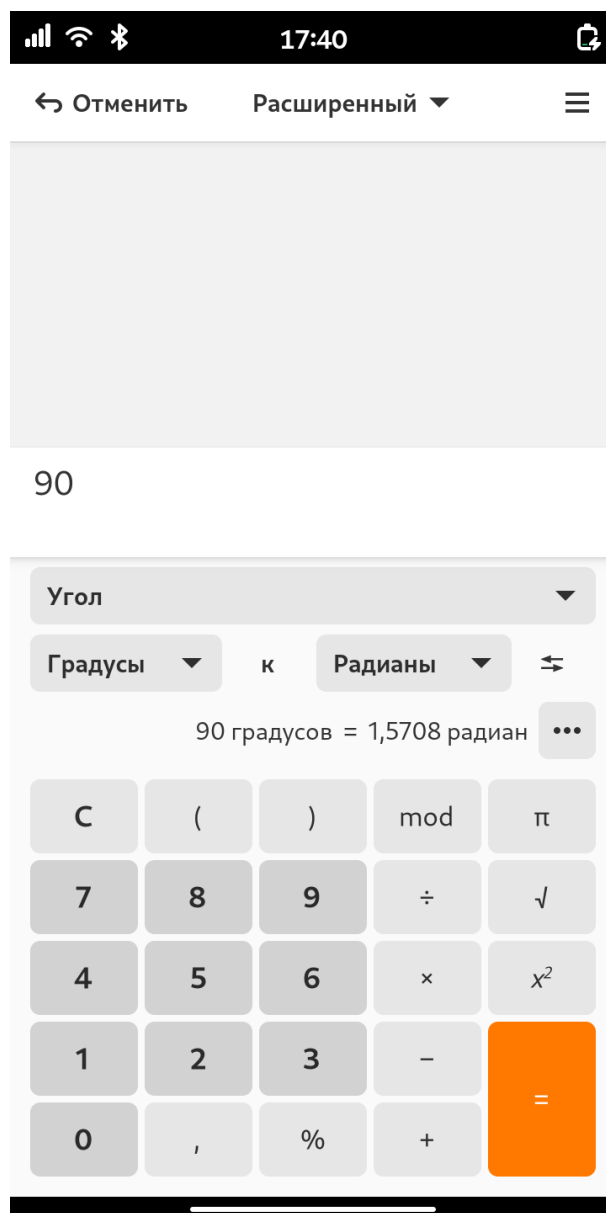 17:40
Отменить Расширенный
90
Угол
Градусы к Радианы
90 градусов = 1,5708 радиан •••
C ( ) mod π
7 8 9 ÷ √
4 5 6 × x²
1 2 3 −
=
0 , % +